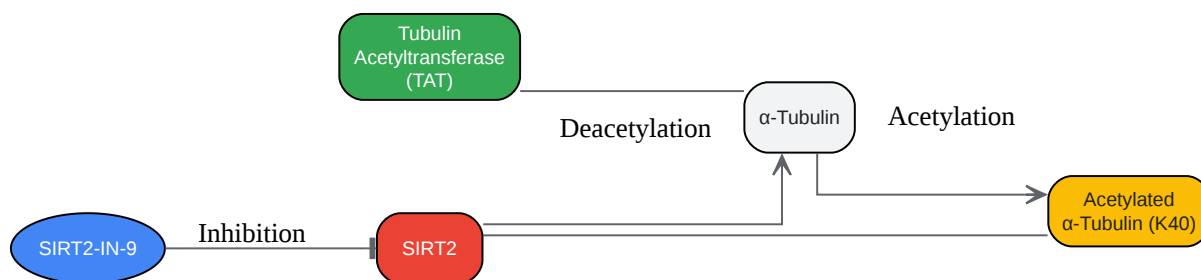 Tubulin
Acetyltransferase
(TAT)
Deacetylation
α-Tubulin
Acetylation
SIRT2-IN-9
Inhibition
SIRT2
Acetylated
α-Tubulin (K40)